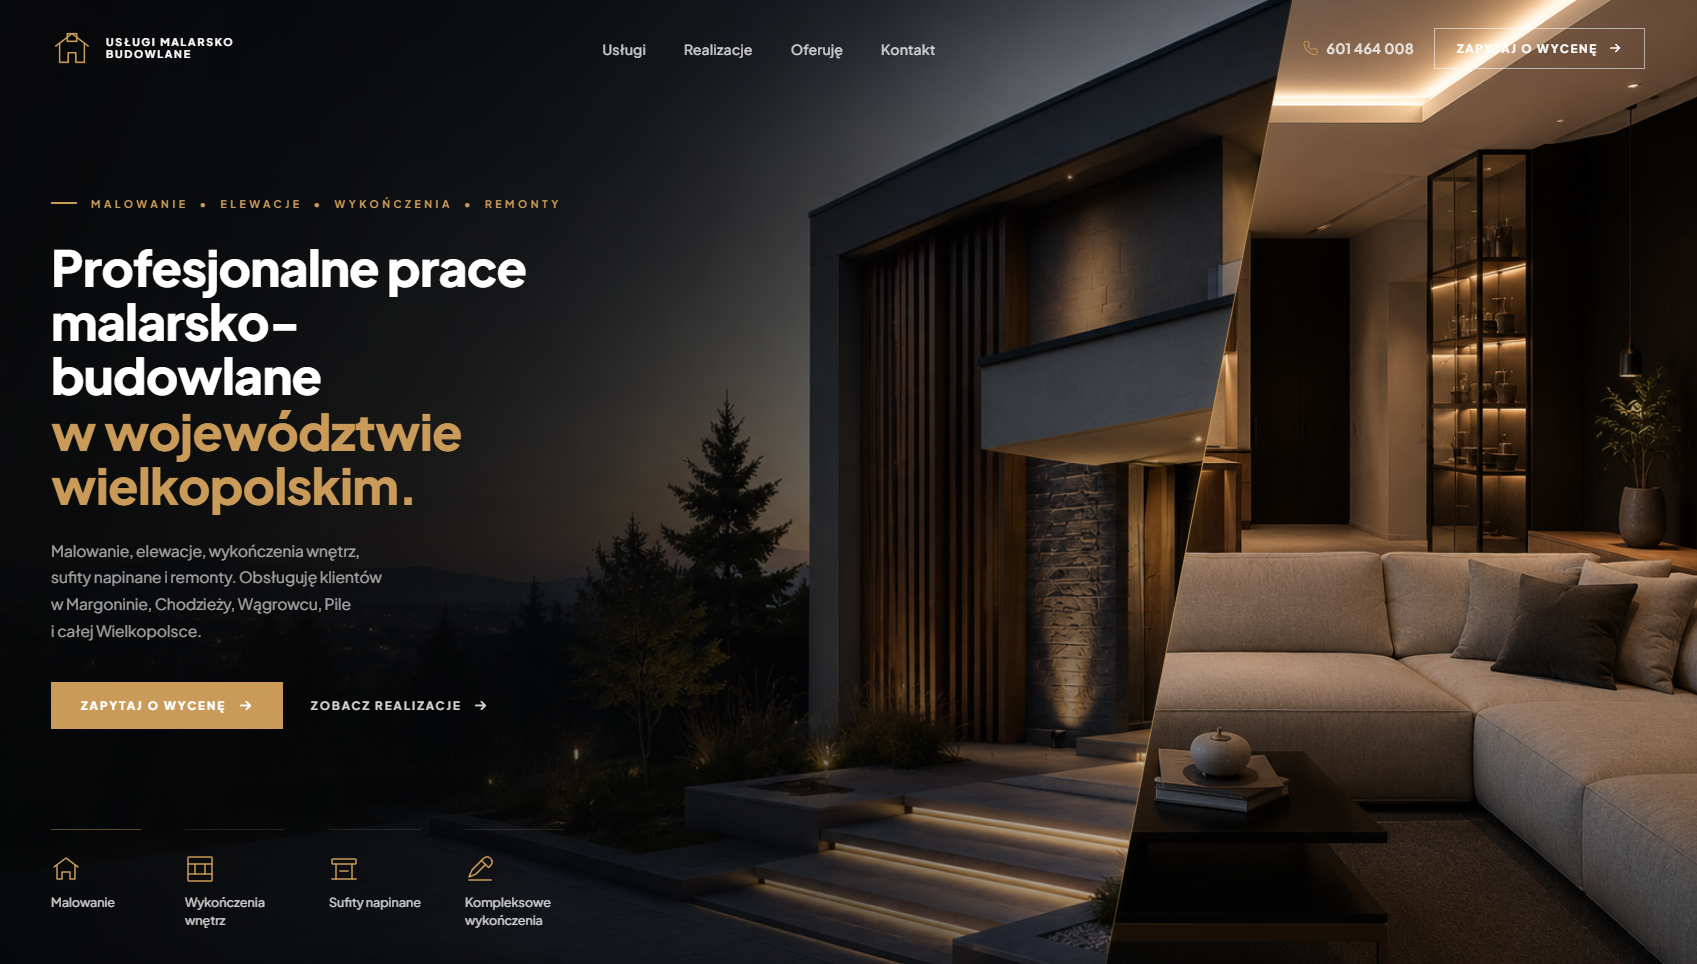 USŁUGI MALARSKO
BUDOWLANE
Usługi
Realizacje
Oferuję
Kontakt
601 464 008
ZAPYTAJ O WYCENĘ →
MALOWANIE • ELEWACJE • WYKOŃCZENIA • REMONTY
Profesjonalne prace
malarsko-
budowlane
w województwie
wielkopolskim.
Malowanie, elewacje, wykończenia wnętrz,
sufity napinane i remonty. Obsługuję klientów
w Margoninie, Chodzieży, Wągrowcu, Pile
i całej Wielkopolsce.
ZAPYTAJ O WYCENĘ →
ZOBACZ REALIZACJE →
Malowanie
Wykończenia
wnętrz
Sufity napinane
Kompleksowe
wykończenia